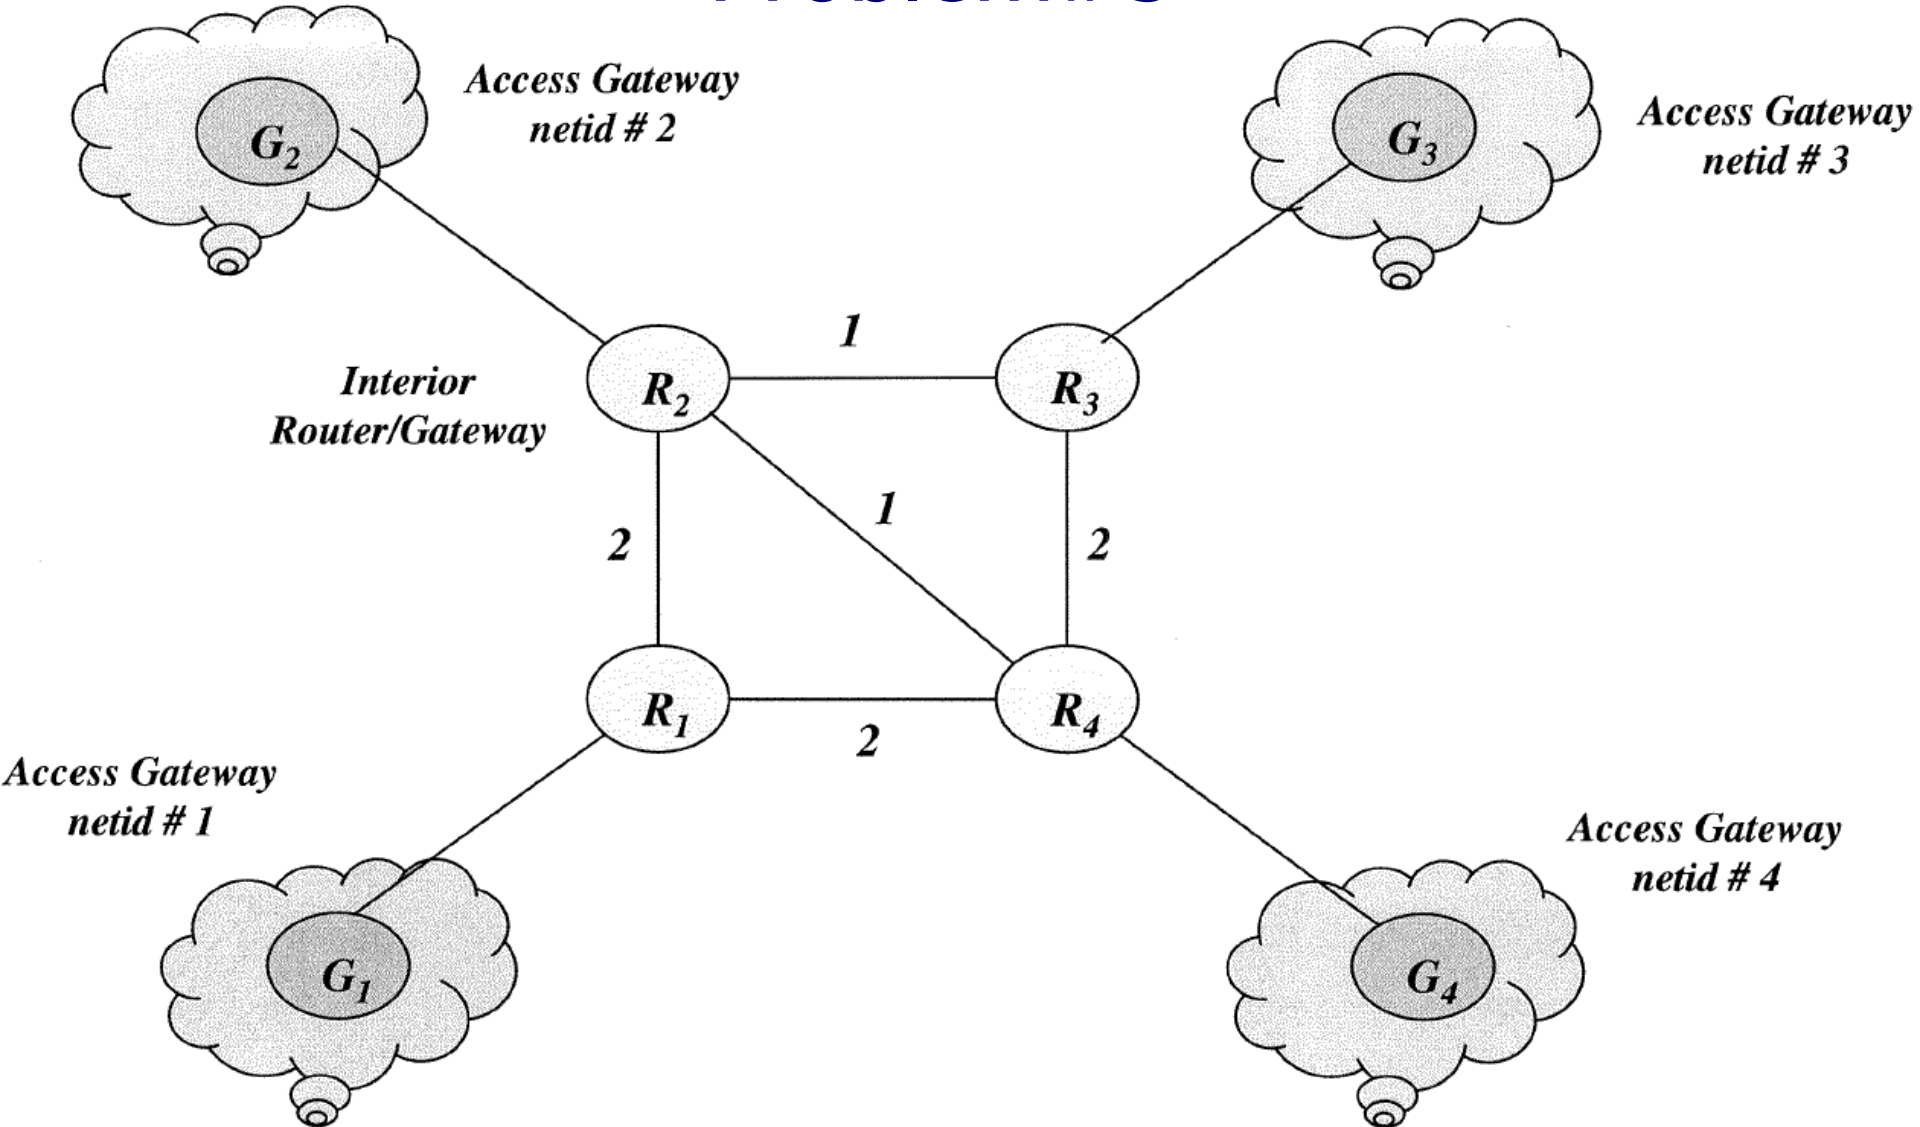 Access Gateway
netid # 2
Access Gateway
netid # 3
G2
G3
1
Interior
Router/Gateway
R2
R3
1
2
2
R1
R4
2
Access Gateway
netid # 1
Access Gateway
netid # 4
G1
G4